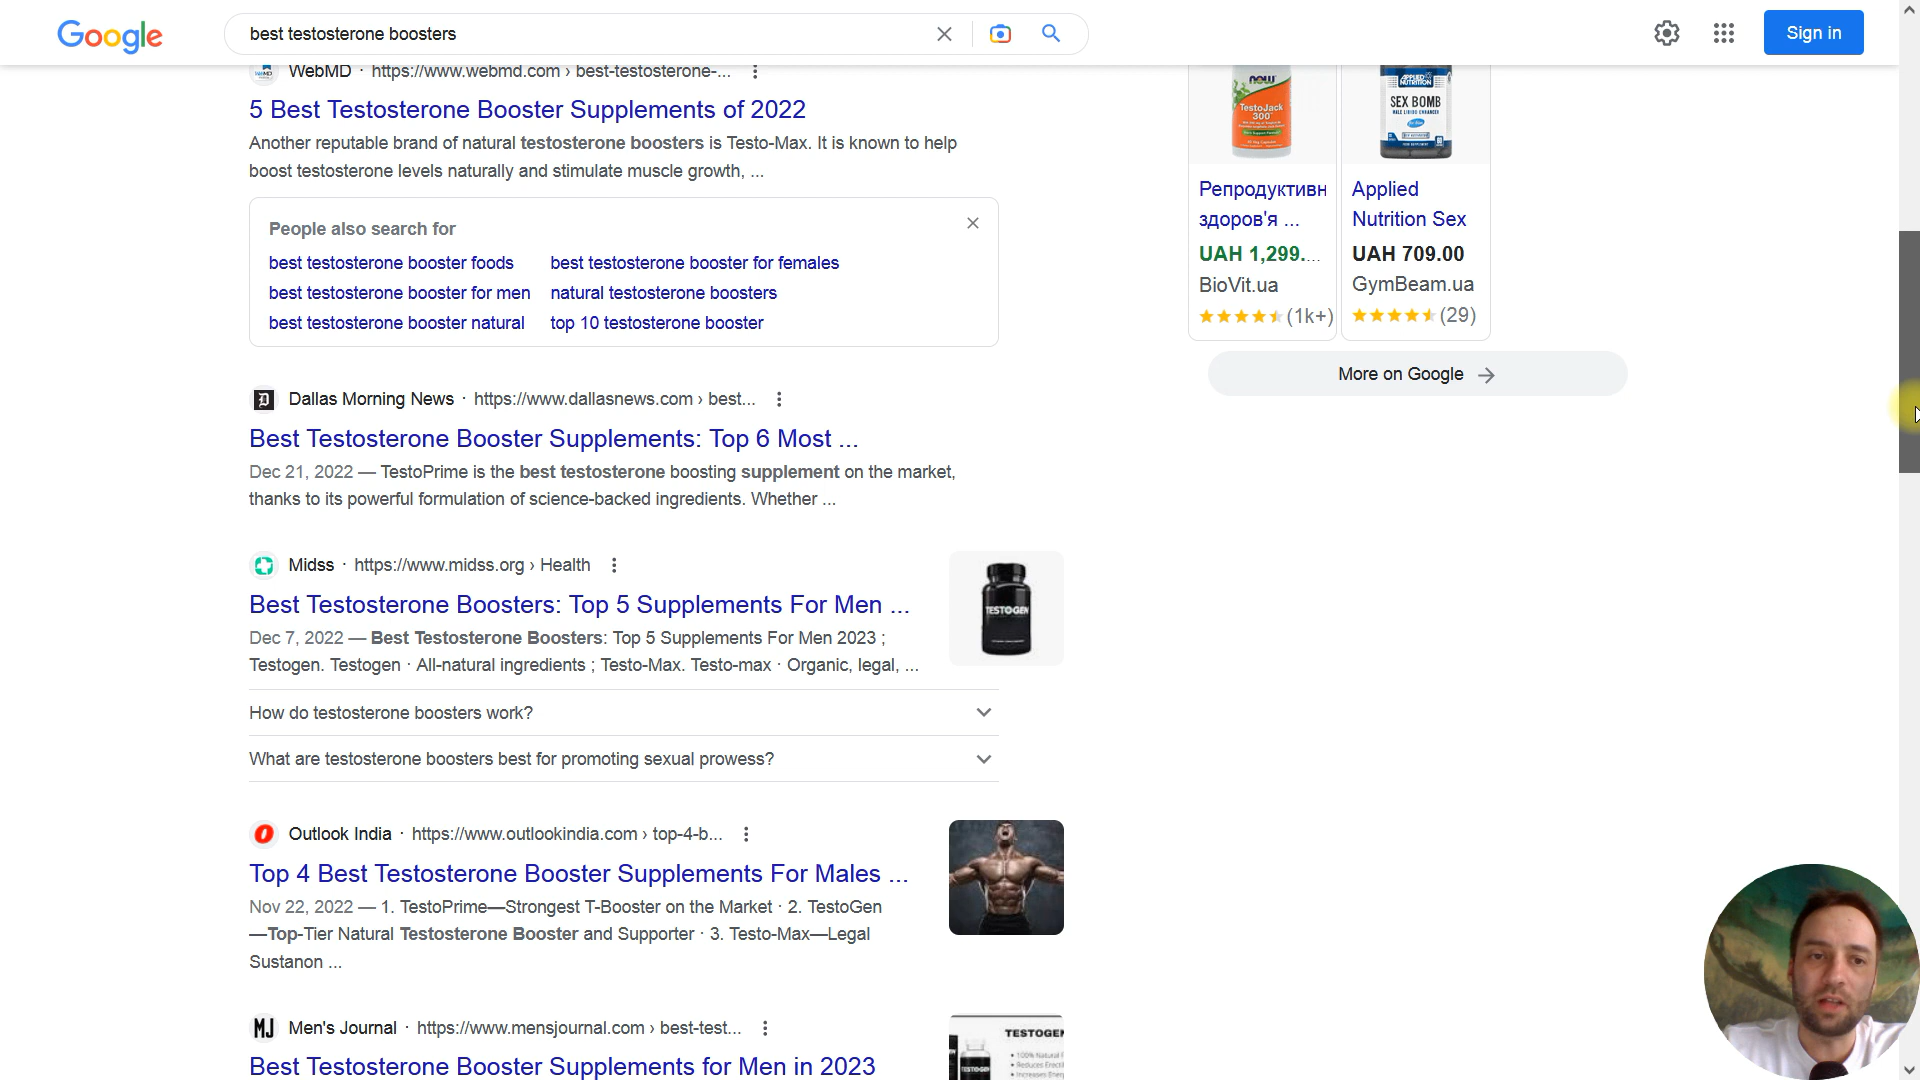 Google
best testosterone boosters
Sign in
WebMD · https://www.webmd.com › best-testosterone-...
5 Best Testosterone Booster Supplements of 2022
Another reputable brand of natural testosterone boosters is Testo-Max. It is known to help
boost testosterone levels naturally and stimulate muscle growth, ...
People also search for
best testosterone booster foods
best testosterone booster for females
best testosterone booster for men
natural testosterone boosters
best testosterone booster natural
top 10 testosterone booster
Dallas Morning News · https://www.dallasnews.com › best...
Best Testosterone Booster Supplements: Top 6 Most ...
Dec 21, 2022 — TestoPrime is the best testosterone boosting supplement on the market,
thanks to its powerful formulation of science-backed ingredients. Whether ...
Midss · https://www.midss.org › Health
Best Testosterone Boosters: Top 5 Supplements For Men ...
Dec 7, 2022 — Best Testosterone Boosters: Top 5 Supplements For Men 2023 ;
Testogen. Testogen · All-natural ingredients ; Testo-Max. Testo-max · Organic, legal, ...
TESTOGEN
How do testosterone boosters work?
What are testosterone boosters best for promoting sexual prowess?
Outlook India · https://www.outlookindia.com › top-4-b...
Top 4 Best Testosterone Booster Supplements For Males ...
Nov 22, 2022 — 1. TestoPrime—Strongest T-Booster on the Market · 2. TestoGen
—Top-Tier Natural Testosterone Booster and Supporter · 3. Testo-Max—Legal
Sustanon ...
MJ
Men's Journal · https://www.mensjournal.com › best-test...
Best Testosterone Booster Supplements for Men in 2023
TESTOGEN
now
TestoJack
300
Репродуктивн
здоров'я ...
UAH 1,299....
BioVit.ua
(1k+)
APPLIED
NUTRITION
SEX BOMB
Applied
Nutrition Sex
UAH 709.00
GymBeam.ua
(29)
More on Google